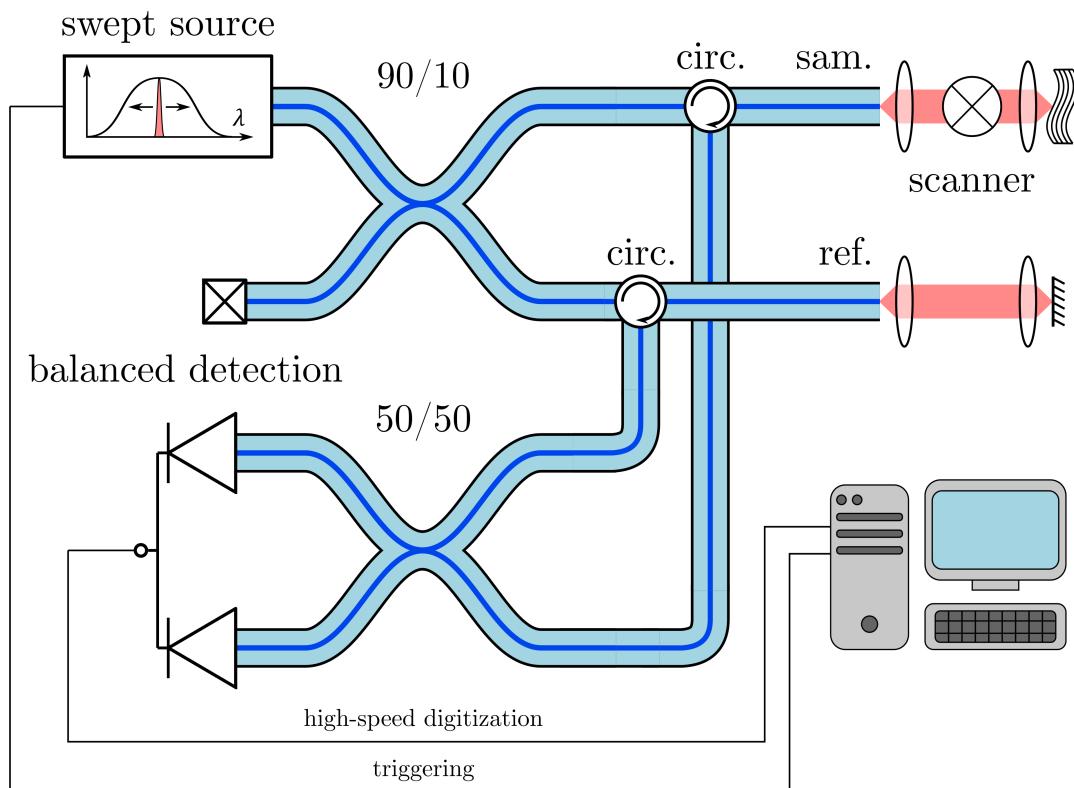 swept source
90/10
circ.
sam.
λ
scanner
circ.
ref.
balanced detection
50/50
high-speed digitization
triggering